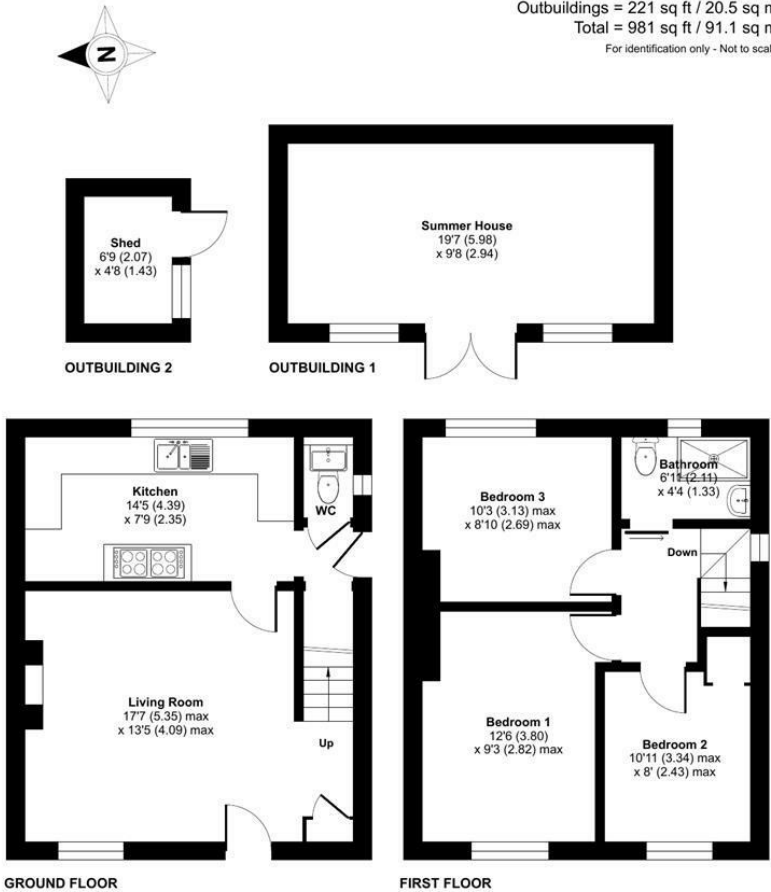 Outbuildings = 221 sq ft / 20.5 sq m
Total = 981 sq ft / 91.1 sq m
For identification only - Not to scale
N
Summer House
19'7 (5.98)
x 9'8 (2.94)
Shed
6'9 (2.07)
x 4'8 (1.43)
OUTBUILDING 2
OUTBUILDING 1
Kitchen
14'5 (4.39)
x 7'9 (2.35)
WC
Living Room
17'7 (5.35) max
x 13'5 (4.09) max
Up
GROUND FLOOR
Bedroom 3
10'3 (3.13) max
x 8'10 (2.69) max
Bathroom
6'11 (2.11)
x 4'4 (1.33)
Down
Bedroom 1
12'6 (3.80)
x 9'3 (2.82) max
Bedroom 2
10'11 (3.34) max
x 8' (2.43) max
FIRST FLOOR